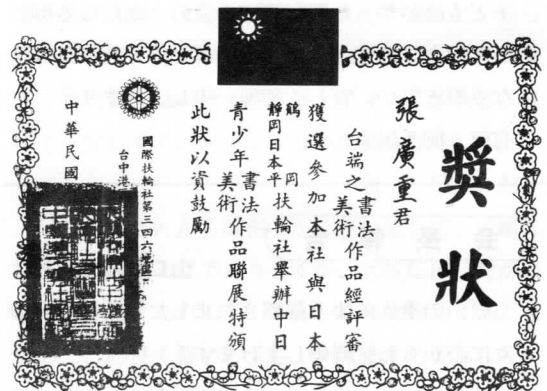 獎狀
張廣重君
台端之書法美術作品經評審
獲選參加本社與日本
鶴岡靜岡日本平扶輪社舉辦中日
青少年書法美術作品聯展特頒
此狀以資鼓勵
國際扶輪社第三四六地區
台中港
中華民國